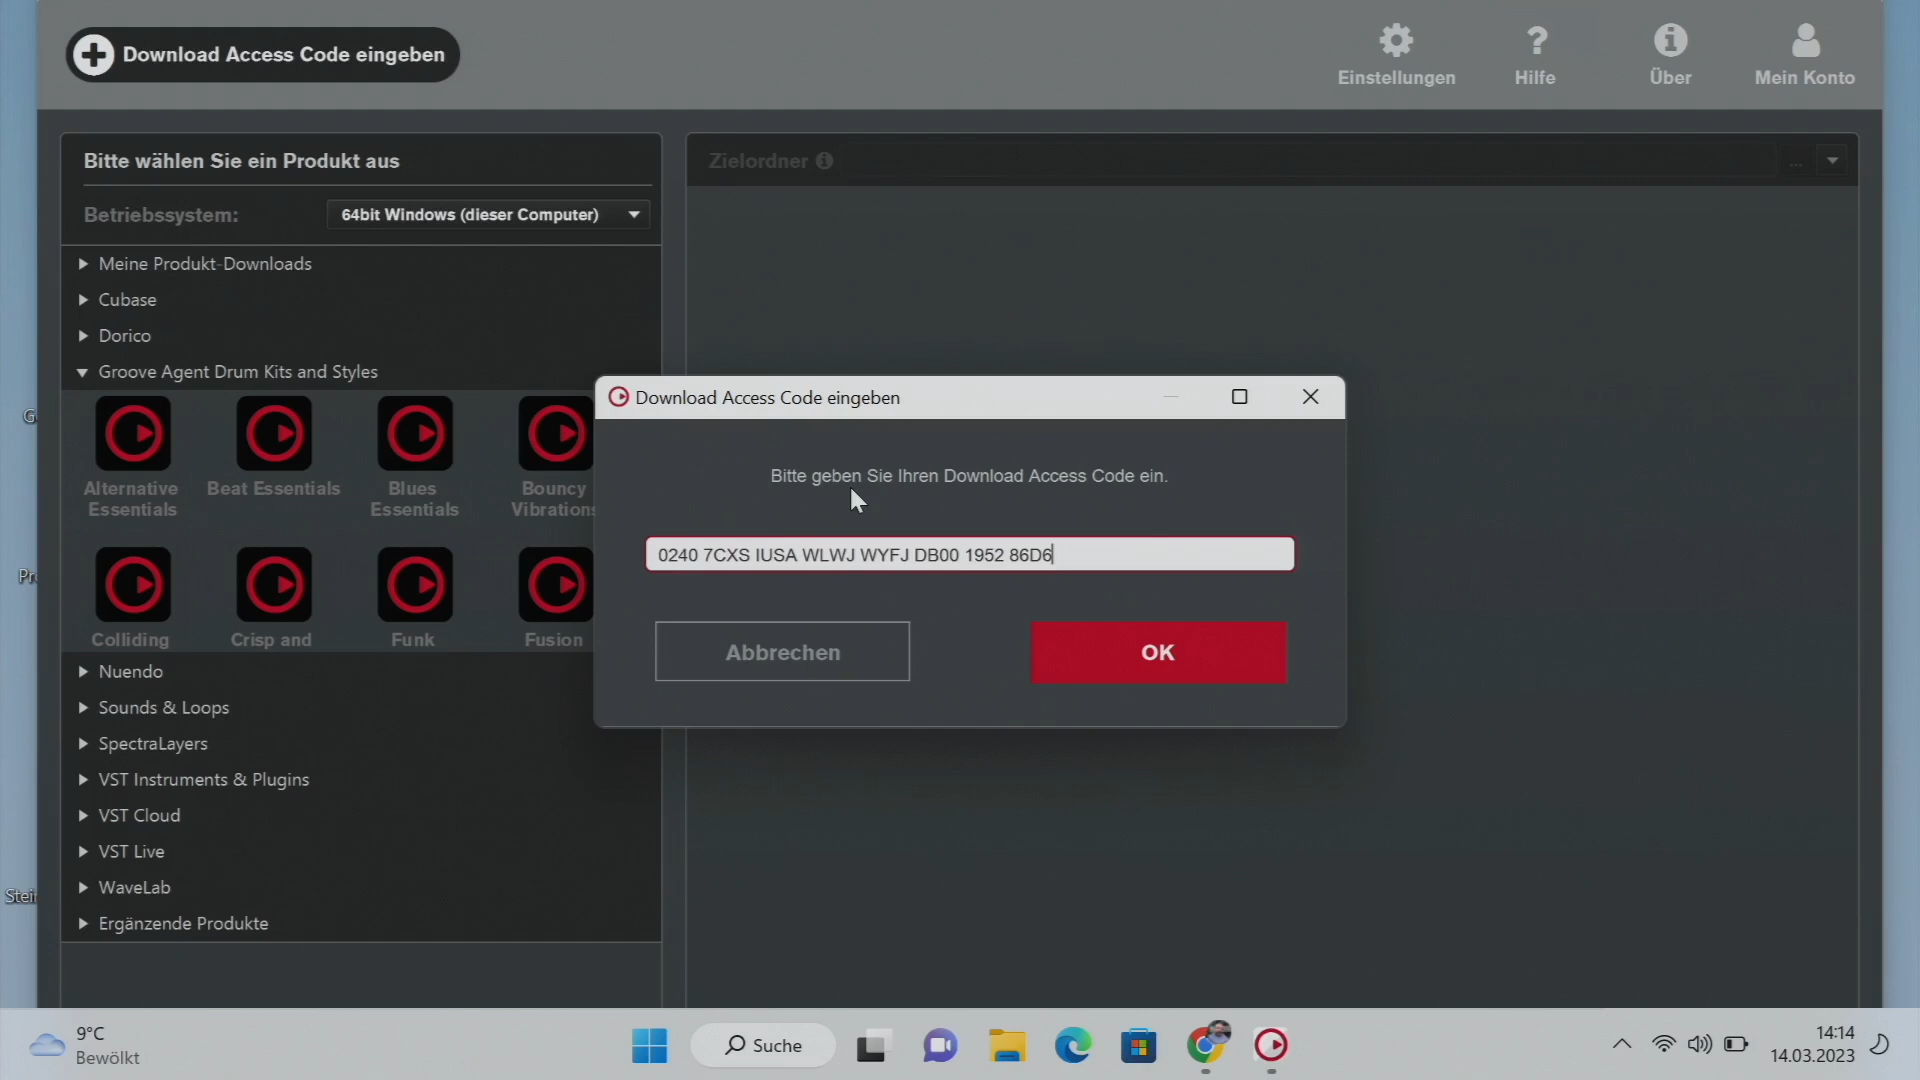 Download Access Code eingeben
Einstellungen
Hilfe
Über
Mein Konto
Bitte wählen Sie ein Produkt aus
Betriebssystem:
64bit Windows (dieser Computer)
Zielordner
...
Meine Produkt-Downloads
Cubase
Dorico
Groove Agent Drum Kits and Styles
Alternative
Essentials
Beat Essentials
Blues
Essentials
Bouncy
Vibrations
Colliding
Crisp and
Funk
Fusion
Nuendo
Sounds & Loops
SpectraLayers
VST Instruments & Plugins
VST Cloud
VST Live
WaveLab
Ergänzende Produkte
Download Access Code eingeben
Bitte geben Sie Ihren Download Access Code ein.
0240 7CXS IUSA WLWJ WYFJ DB00 1952 86D6
Abbrechen
OK
9°C
Bewölkt
Suche
14:14
14.03.2023